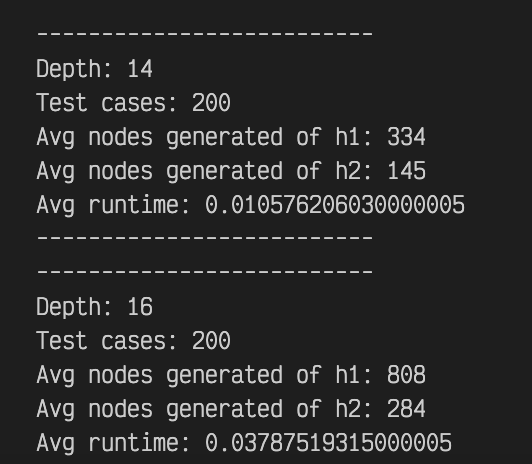 --------------------------
Depth: 14
Test cases: 200
Avg nodes generated of h1: 334
Avg nodes generated of h2: 145
Avg runtime: 0.010576206030000005
--------------------------
--------------------------
Depth: 16
Test cases: 200
Avg nodes generated of h1: 808
Avg nodes generated of h2: 284
Avg runtime: 0.03787519315000005